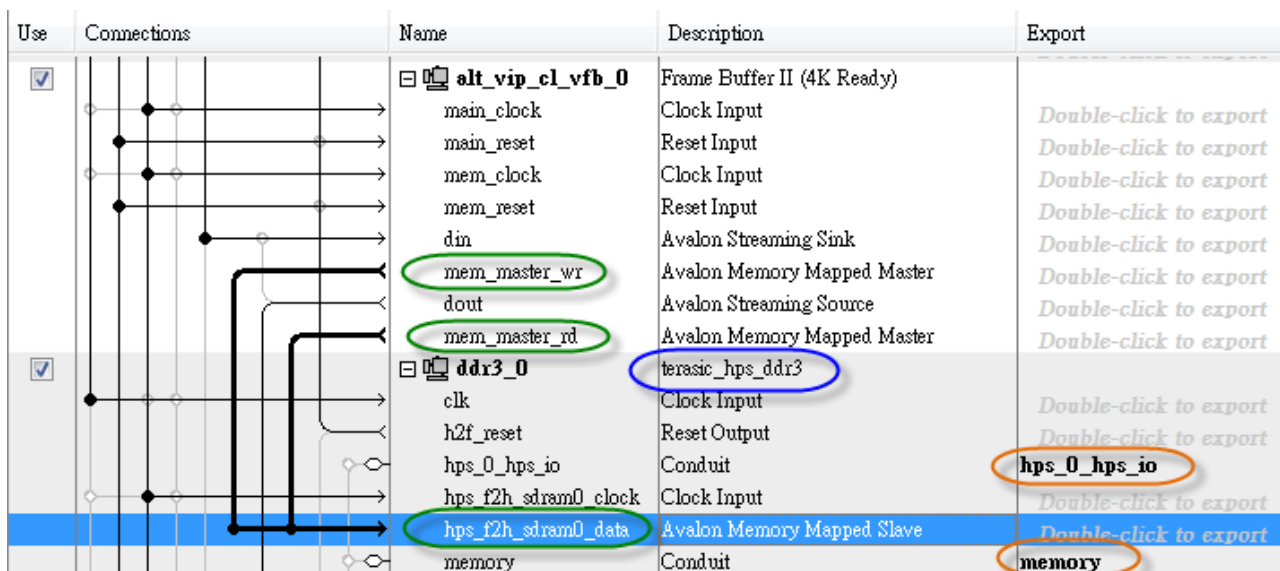 Use Connections Name Description Export
alt_vip_cl_vfb_0 Frame Buffer II (4K Ready)
main_clock Clock Input Double-click to export
main_reset Reset Input Double-click to export
mem_clock Clock Input Double-click to export
mem_reset Reset Input Double-click to export
din Avalon Streaming Sink Double-click to export
mem_master_wr Avalon Memory Mapped Master Double-click to export
dout Avalon Streaming Source Double-click to export
mem_master_rd Avalon Memory Mapped Master Double-click to export
ddr3_0 terasic_hps_ddr3
clk Clock Input Double-click to export
h2f_reset Reset Output Double-click to export
hps_0_hps_io Conduit hps_0_hps_io
hps_f2h_sdram0_clock Clock Input Double-click to export
hps_f2h_sdram0_data Avalon Memory Mapped Slave Double-click to export
memory Conduit memory